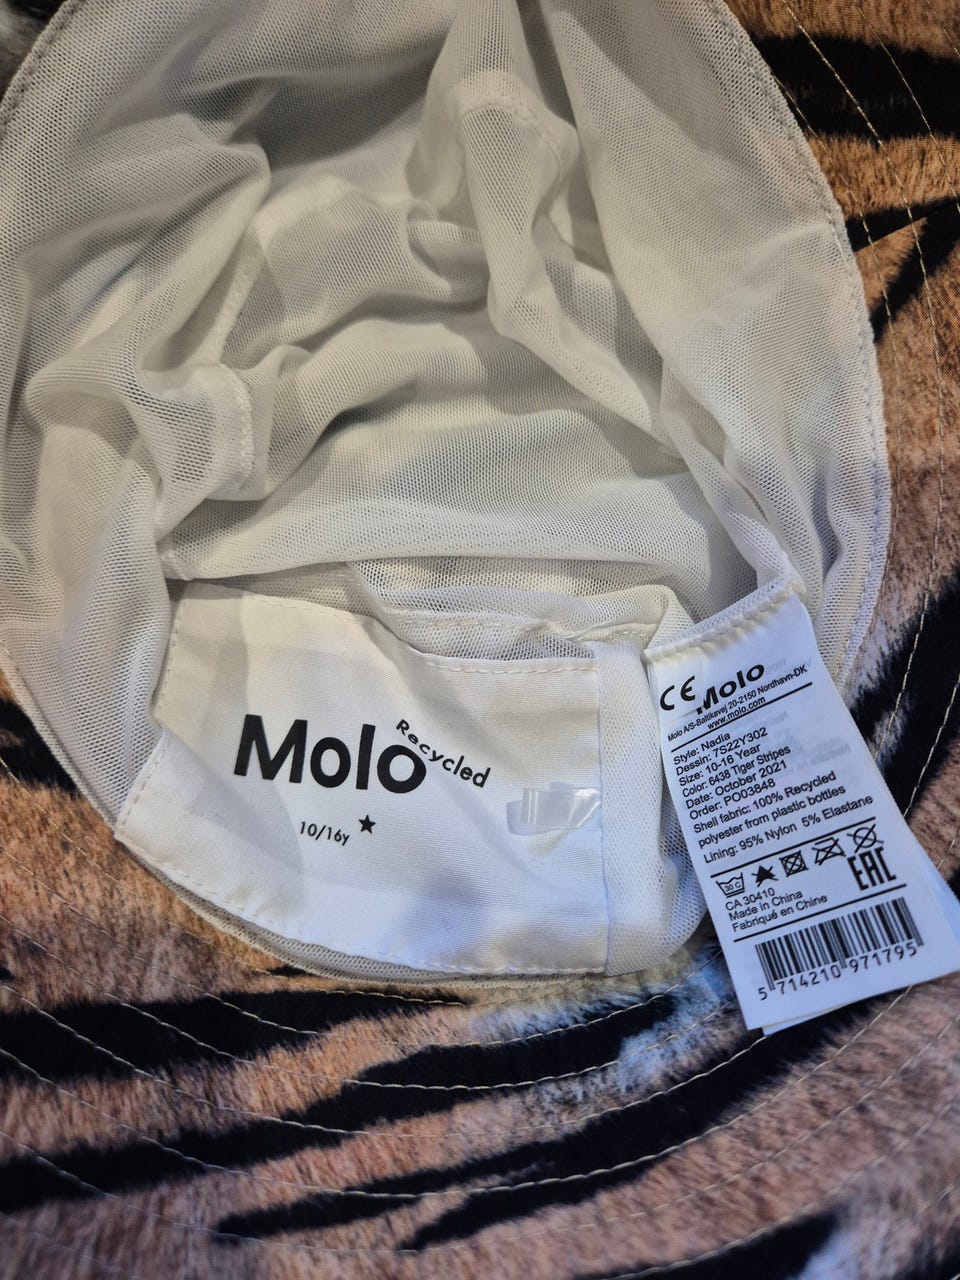 Molo
Recycled
10/16y
CE Molo
Molo A/S-Baltikavej 20-2150 Nordhavn-DK
www.molo.com
Style: Nadia
Dessin: 7S22Y302
Size: 10-16 Year
Color: 6438 Tiger Stripes
Date: October 2021
Order: PO03848
Shell fabric: 100% Recycled
polyester from plastic bottles
Lining: 95% Nylon 5% Elastane
30 C
EAC
CA 30410
Made in China
Fabriqué en Chine
5 714210 971795